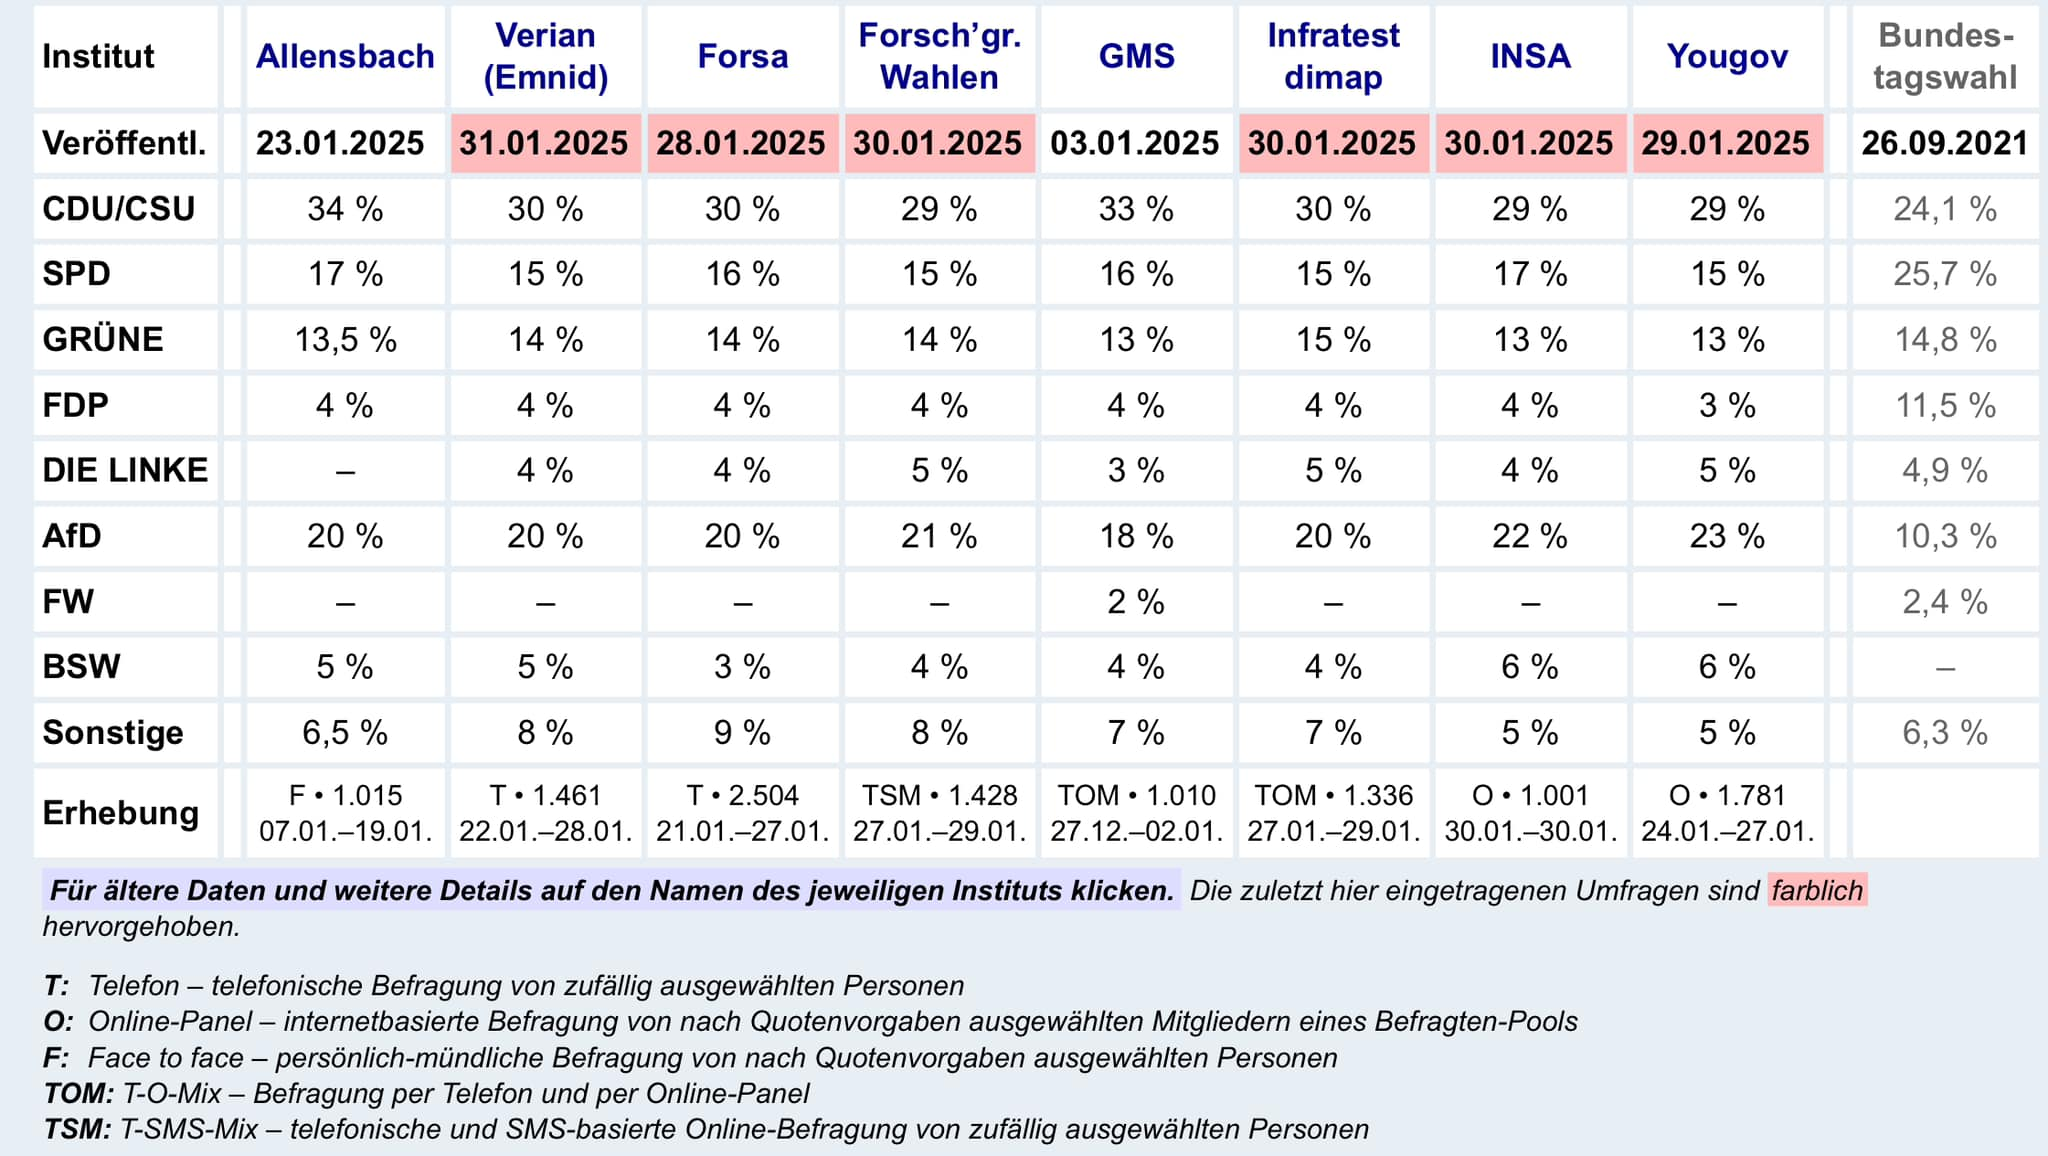 Institut Allensbach Verian (Emnid) Forsa Forsch’gr. Wahlen GMS Infratest dimap INSA Yougov Bundes-tagswahl
Veröffentl. 23.01.2025 31.01.2025 28.01.2025 30.01.2025 03.01.2025 30.01.2025 30.01.2025 29.01.2025 26.09.2021
CDU/CSU 34 % 30 % 30 % 29 % 33 % 30 % 29 % 29 % 24,1 %
SPD 17 % 15 % 16 % 15 % 16 % 15 % 17 % 15 % 25,7 %
GRÜNE 13,5 % 14 % 14 % 14 % 13 % 15 % 13 % 13 % 14,8 %
FDP 4 % 4 % 4 % 4 % 4 % 4 % 4 % 3 % 11,5 %
DIE LINKE – 4 % 4 % 5 % 3 % 5 % 4 % 5 % 4,9 %
AfD 20 % 20 % 20 % 21 % 18 % 20 % 22 % 23 % 10,3 %
FW – – – – 2 % – – – 2,4 %
BSW 5 % 5 % 3 % 4 % 4 % 4 % 6 % 6 % –
Sonstige 6,5 % 8 % 9 % 8 % 7 % 7 % 5 % 5 % 6,3 %
Erhebung F • 1.015 T • 1.461 T • 2.504 TSM • 1.428 TOM • 1.010 TOM • 1.336 O • 1.001 O • 1.781
07.01.–19.01. 22.01.–28.01. 21.01.–27.01. 27.01.–29.01. 27.12.–02.01. 27.01.–29.01. 30.01.–30.01. 24.01.–27.01.
Für ältere Daten und weitere Details auf den Namen des jeweiligen Instituts klicken. Die zuletzt hier eingetragenen Umfragen sind farblich
hervorgehoben.
T: Telefon – telefonische Befragung von zufällig ausgewählten Personen
O: Online-Panel – internetbasierte Befragung von nach Quotenvorgaben ausgewählten Mitgliedern eines Befragten-Pools
F: Face to face – persönlich-mündliche Befragung von nach Quotenvorgaben ausgewählten Personen
TOM: T-O-Mix – Befragung per Telefon und per Online-Panel
TSM: T-SMS-Mix – telefonische und SMS-basierte Online-Befragung von zufällig ausgewählten Personen